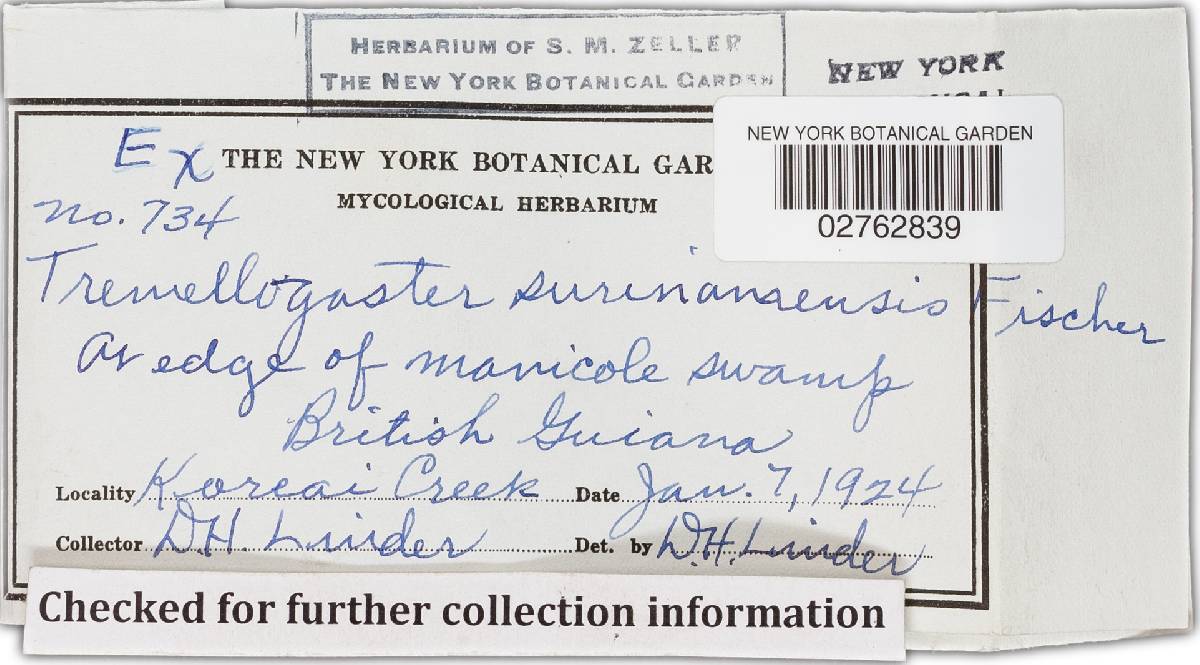 HERBARIUM OF S. M. ZELLER
THE NEW YORK BOTANICAL GARDEN
NEW YORK
NEW YORK BOTANICAL GARDEN
02762839
Ex THE NEW YORK BOTANICAL GAR
MYCOLOGICAL HERBARIUM
No. 734
Tremellogaster surinamensis Fischer
At edge of manicole swamp
British Guiana
Locality Koreai Creek Date Jan. 7, 1924
Collector D.H. Linder Det. by D.H. Linder
Checked for further collection information